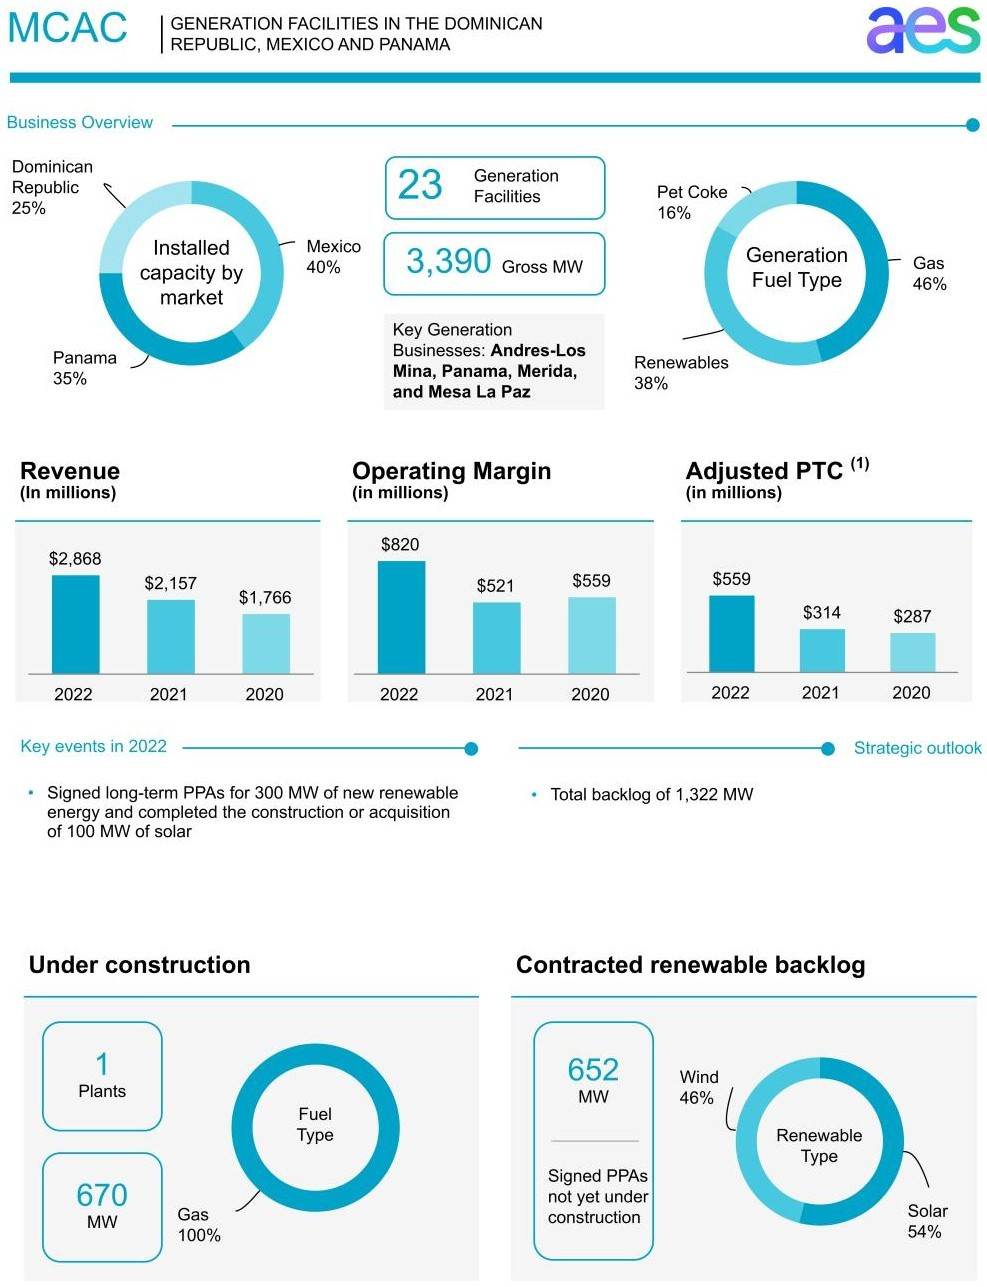 MCAC
GENERATION FACILITIES IN THE DOMINICAN
REPUBLIC, MEXICO AND PANAMA
aes
Business Overview
Dominican
Republic
25%
Installed
capacity by
market
Mexico
40%
Panama
35%
23 Generation
Facilities
3,390 Gross MW
Key Generation
Businesses: Andres-Los
Mina, Panama, Merida,
and Mesa La Paz
Pet Coke
16%
Generation
Fuel Type
Gas
46%
Renewables
38%
Revenue
(In millions)
$2,868
$2,157
$1,766
2022 2021 2020
Operating Margin
(in millions)
$820
$521
$559
2022 2021 2020
Adjusted PTC (1)
(in millions)
$559
$314
$287
2022 2021 2020
Key events in 2022
• Signed long-term PPAs for 300 MW of new renewable
energy and completed the construction or acquisition
of 100 MW of solar
Strategic outlook
• Total backlog of 1,322 MW
Under construction
1
Plants
670
MW
Fuel
Type
Gas
100%
Contracted renewable backlog
652
MW
Signed PPAs
not yet under
construction
Wind
46%
Renewable
Type
Solar
54%